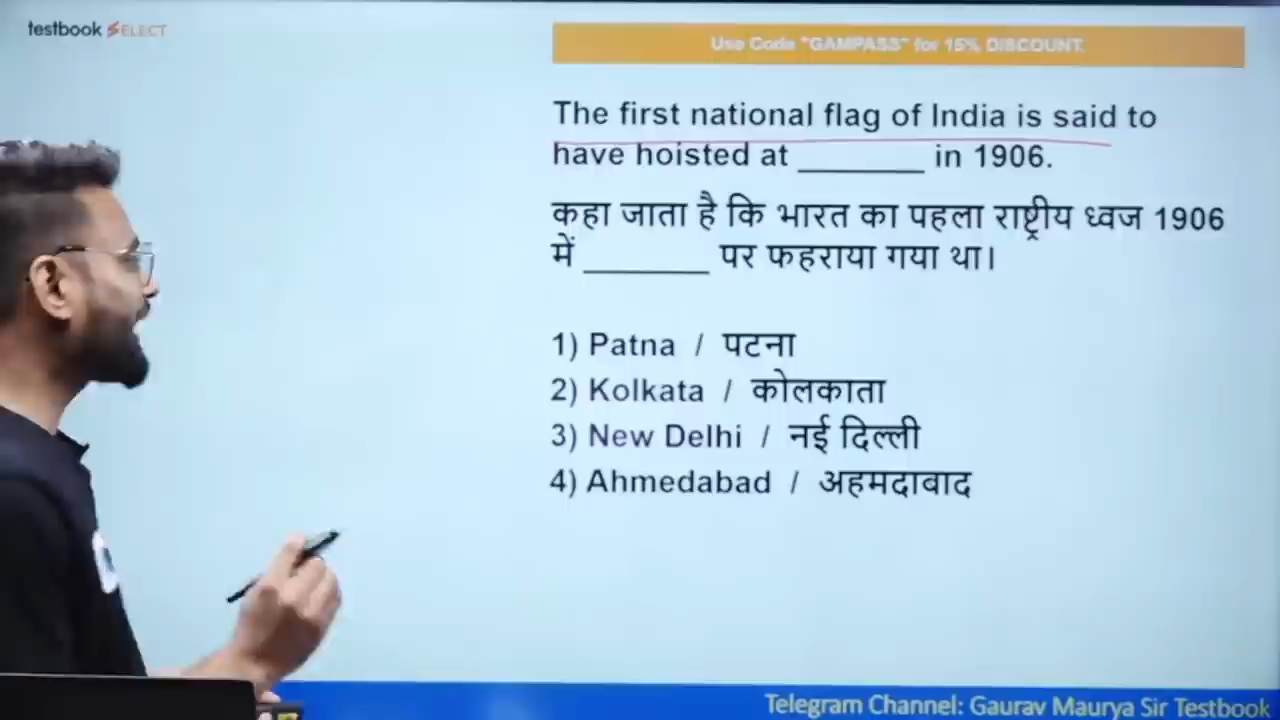 testbook SELECT
Use Code "GAMPASS" for 15% DISCOUNT.
The first national flag of India is said to
have hoisted at ________ in 1906.
कहा जाता है कि भारत का पहला राष्ट्रीय ध्वज 1906
में ________ पर फहराया गया था।
1) Patna / पटना
2) Kolkata / कोलकाता
3) New Delhi / नई दिल्ली
4) Ahmedabad / अहमदाबाद
Telegram Channel: Gaurav Maurya Sir Testbook